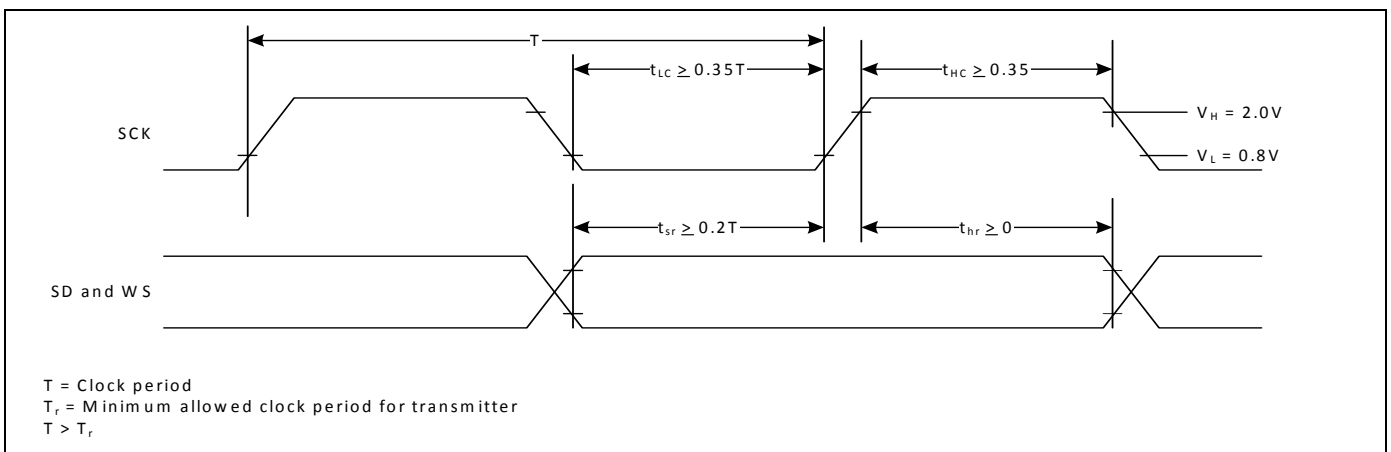 T
t_LC ≥ 0.35T
t_HC ≥ 0.35
SCK
V_H = 2.0V
V_L = 0.8V
t_sr ≥ 0.2T
t_hr ≥ 0
SD and WS
T = Clock period
T_r = Minimum allowed clock period for transmitter
T > T_r